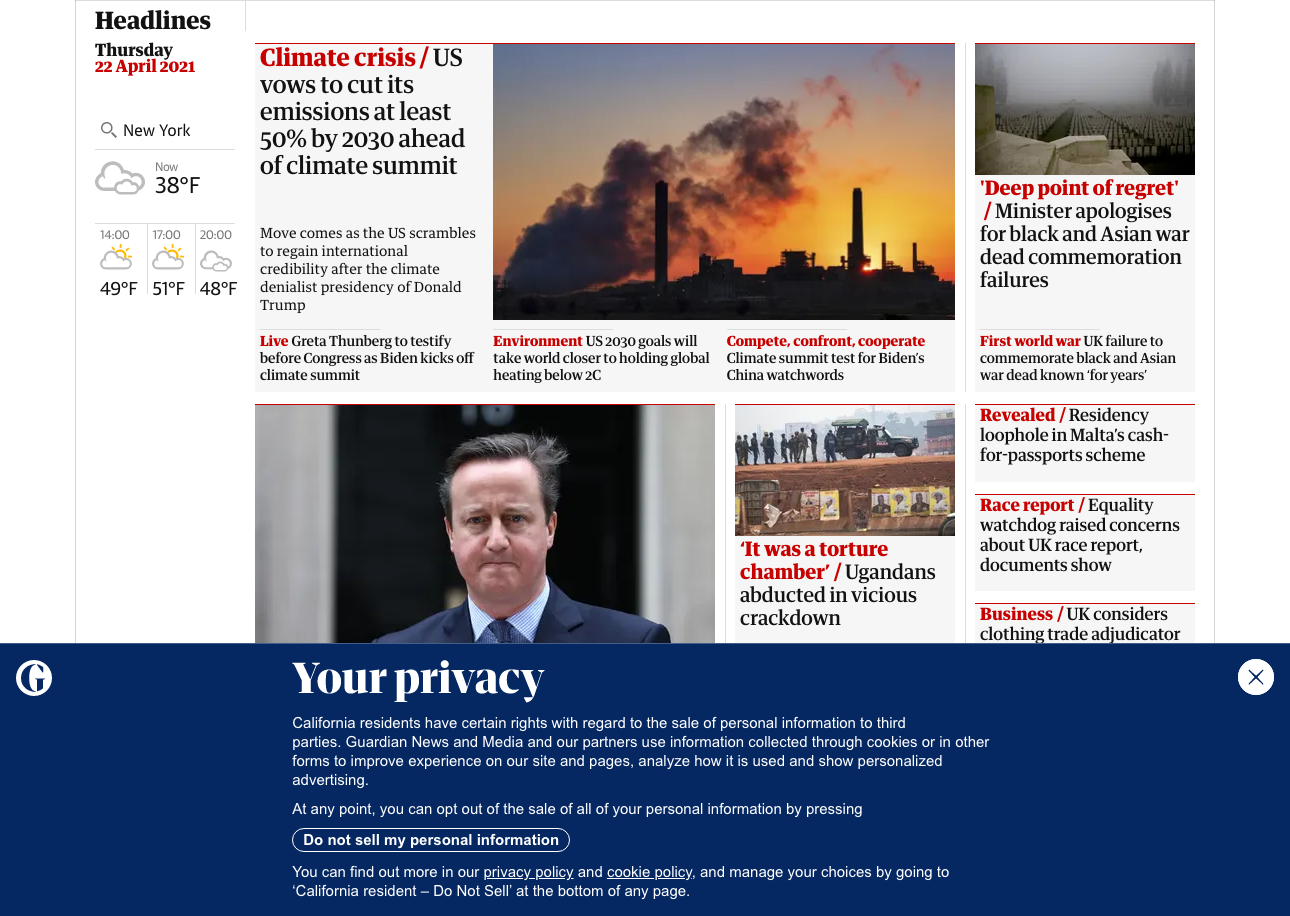 Headlines
Thursday
22 April 2021
New York
Now
38°F
14:00
49°F
17:00
51°F
20:00
48°F
Climate crisis / US
vows to cut its
emissions at least
50% by 2030 ahead
of climate summit
Move comes as the US scrambles
to regain international
credibility after the climate
denialist presidency of Donald
Trump
Live Greta Thunberg to testify
before Congress as Biden kicks off
climate summit
Environment US 2030 goals will
take world closer to holding global
heating below 2C
Compete, confront, cooperate
Climate summit test for Biden’s
China watchwords
'Deep point of regret'
/ Minister apologises
for black and Asian war
dead commemoration
failures
First world war UK failure to
commemorate black and Asian
war dead known ‘for years’
10
‘It was a torture
chamber’ / Ugandans
abducted in vicious
crackdown
Revealed / Residency
loophole in Malta’s cash-
for-passports scheme
Race report / Equality
watchdog raised concerns
about UK race report,
documents show
Business / UK considers
clothing trade adjudicator
G
Your privacy
California residents have certain rights with regard to the sale of personal information to third
parties. Guardian News and Media and our partners use information collected through cookies or in other
forms to improve experience on our site and pages, analyze how it is used and show personalized
advertising.
At any point, you can opt out of the sale of all of your personal information by pressing
Do not sell my personal information
You can find out more in our privacy policy and cookie policy, and manage your choices by going to
‘California resident – Do Not Sell’ at the bottom of any page.